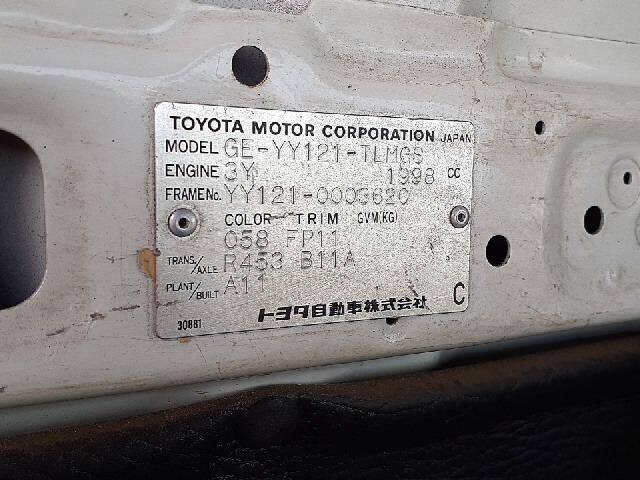 TOYOTA MOTOR CORPORATION JAPAN
MODEL GE-YY121-TLMGS
ENGINE 3Y 1998 CC
FRAME No. YY121-0003620
COLOR TRIM GVM(KG)
058 FP11
TRANS./AXLE R453 B11A
PLANT/BUILT A11
30881 トヨタ自動車株式会社 C